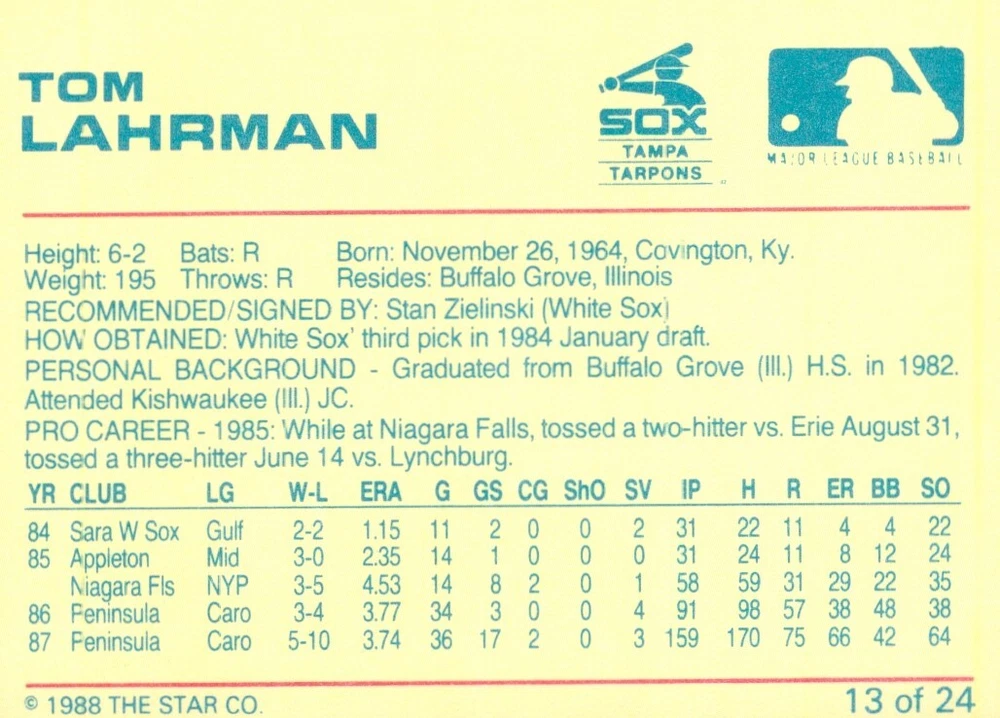 TOM
LAHRMAN
SOX
TAMPA
TARPONS
MAJOR LEAGUE BASEBALL
Height: 6-2 Bats: R Born: November 26, 1964, Covington, Ky.
Weight: 195 Throws: R Resides: Buffalo Grove, Illinois
RECOMMENDED/SIGNED BY: Stan Zielinski (White Sox)
HOW OBTAINED: White Sox' third pick in 1984 January draft.
PERSONAL BACKGROUND - Graduated from Buffalo Grove (Ill.) H.S. in 1982.
Attended Kishwaukee (Ill.) JC.
PRO CAREER - 1985: While at Niagara Falls, tossed a two-hitter vs. Erie August 31,
tossed a three-hitter June 14 vs. Lynchburg.
YR CLUB LG W-L ERA G GS CG ShO SV IP H R ER BB SO
84 Sara W Sox Gulf 2-2 1.15 11 2 0 0 2 31 22 11 4 4 22
85 Appleton Mid 3-0 2.35 14 1 0 0 0 31 24 11 8 12 24
Niagara Fls NYP 3-5 4.53 14 8 2 0 1 58 59 31 29 22 35
86 Peninsula Caro 3-4 3.77 34 3 0 0 4 91 98 57 38 48 38
87 Peninsula Caro 5-10 3.74 36 17 2 0 3 159 170 75 66 42 64
© 1988 THE STAR CO.
13 of 24